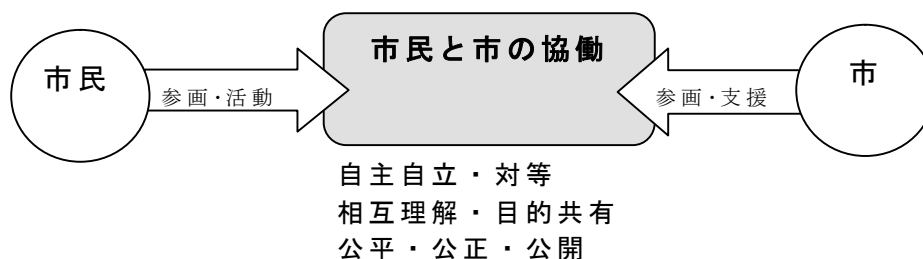 市民と市の協働
市民
参画・活動
参画・支援
市
自主自立・対等
相互理解・目的共有
公平・公正・公開